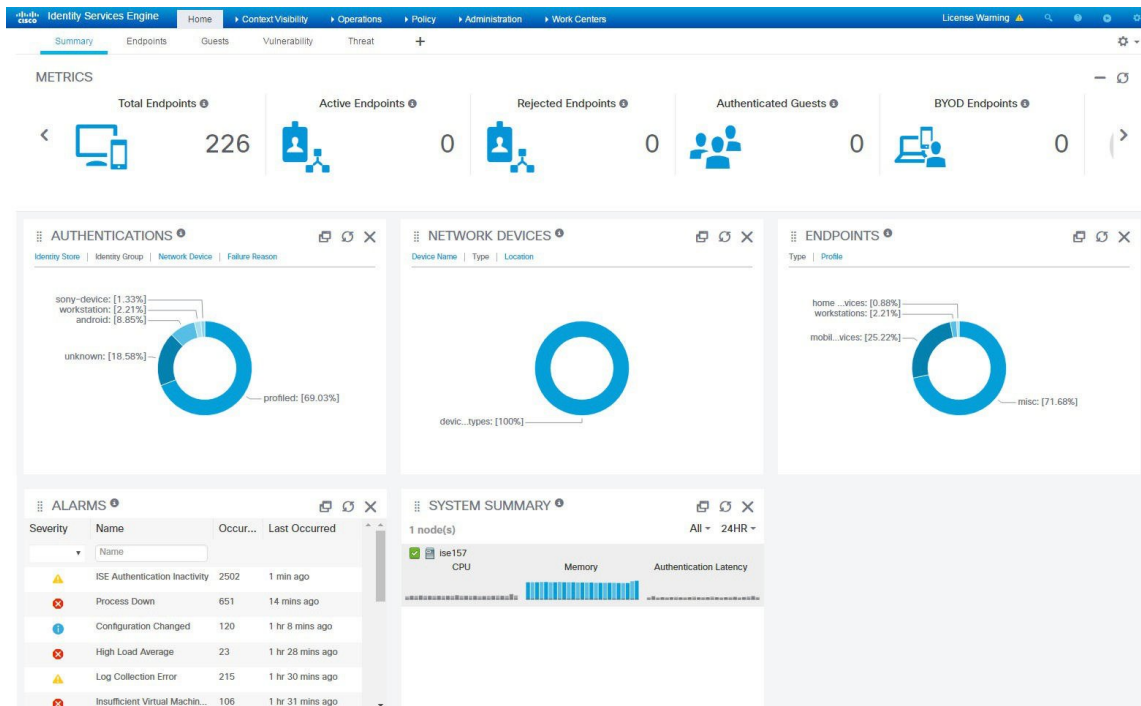 CISCO Identity Services Engine Home Context Visibility Operations Policy Administration Work Centers License Warning
Summary Endpoints Guests Vulnerability Threat +
METRICS
Total Endpoints Active Endpoints Rejected Endpoints Authenticated Guests BYOD Endpoints
226 0 0 0 0
AUTHENTICATIONS
Identity Store | Identity Group | Network Device | Failure Reason
sony-device: [1.33%]
workstation: [2.21%]
android: [8.85%]
unknown: [18.58%]
profiled: [69.03%]
NETWORK DEVICES
Device Name | Type | Location
devic...types: [100%]
ENDPOINTS
Type | Profile
home ...vices: [0.88%]
workstations: [2.21%]
mobil...vices: [25.22%]
misc: [71.68%]
ALARMS
Severity Name Occur... Last Occurred
Name
ISE Authentication Inactivity 2502 1 min ago
Process Down 651 14 mins ago
Configuration Changed 120 1 hr 8 mins ago
High Load Average 23 1 hr 28 mins ago
Log Collection Error 215 1 hr 30 mins ago
Insufficient Virtual Machin... 106 1 hr 31 mins ago
SYSTEM SUMMARY
1 node(s) All 24HR
ise157
CPU Memory Authentication Latency